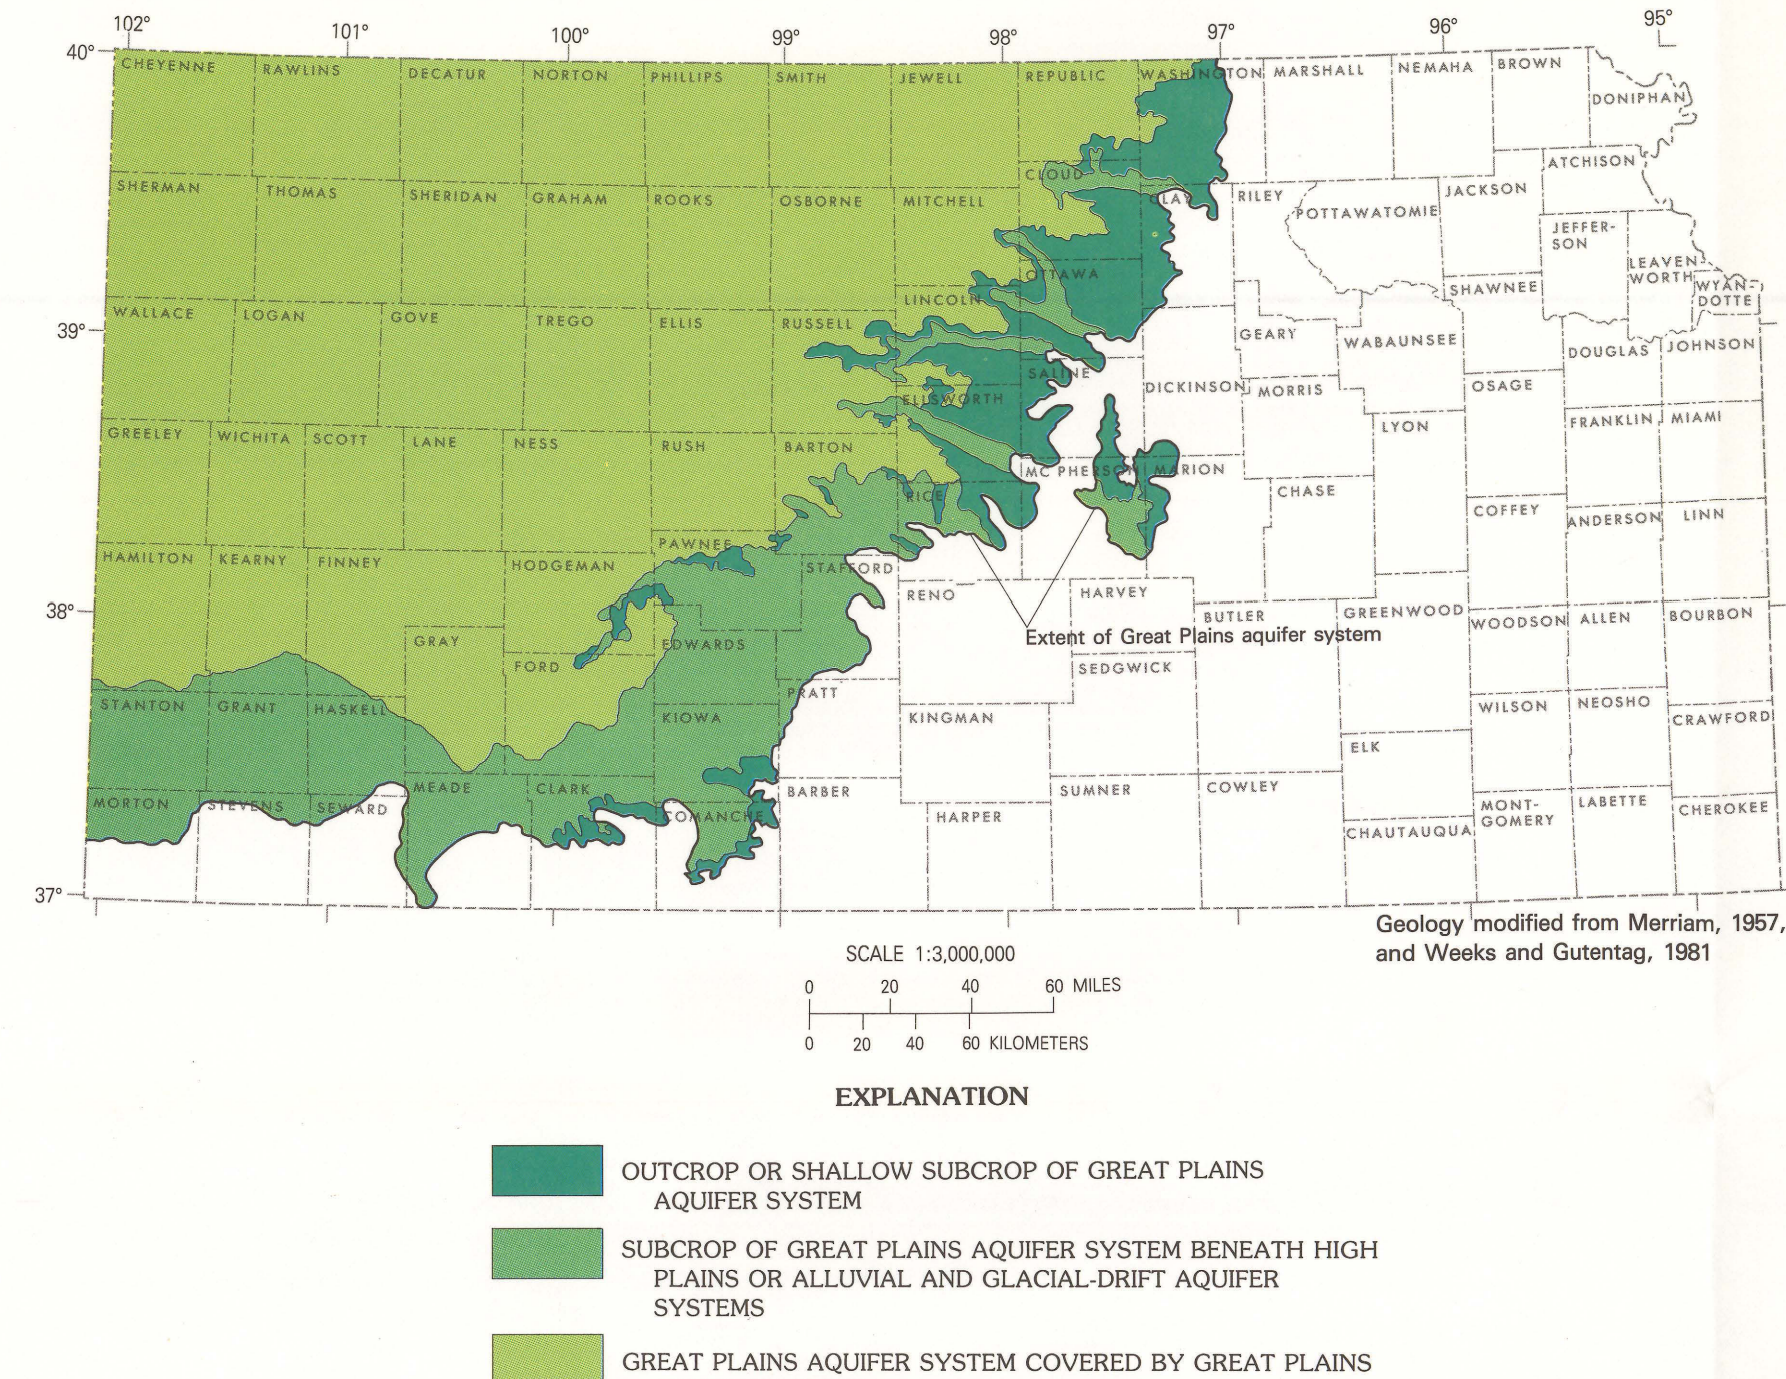 102° 101° 100° 99° 98° 97° 96° 95°
40°
CHEYENNE RAWLINS DECATUR NORTON PHILLIPS SMITH JEWELL REPUBLIC WASHINGTON MARSHALL NEMAHA BROWN
DONIPHAN
ATCHISON
SHERMAN THOMAS SHERIDAN GRAHAM ROOKS OSBORNE MITCHELL CLOUD CLAY RILEY POTTAWATOMIE JACKSON
JEFFER-
SON
LEAVEN
WORTH
WYAN-
DOTTE
OTTAWA
SHAWNEE
LINCOLN
39°
WALLACE LOGAN GOVE TREGO ELLIS RUSSELL
GEARY WABAUNSEE DOUGLAS JOHNSON
SALINE DICKINSON MORRIS OSAGE
ELLSWORTH
GREELEY WICHITA SCOTT LANE NESS RUSH BARTON LYON FRANKLIN MIAMI
MC PHERSON MARION
RICE CHASE
COFFEY ANDERSON LINN
PAWNEE
HAMILTON KEARNY FINNEY HODGEMAN STAFFORD
RENO HARVEY
38°
BUTLER GREENWOOD WOODSON ALLEN BOURBON
Extent of Great Plains aquifer system
GRAY FORD EDWARDS SEDGWICK
STANTON GRANT HASKELL KIOWA PRATT KINGMAN
WILSON NEOSHO CRAWFORD
ELK
MEADE CLARK BARBER SUMNER COWLEY
MORTON STEVENS SEWARD COMANCHE HARPER
MONT-
GOMERY
LABETTE CHEROKEE
CHAUTAUQUA
37°
Geology modified from Merriam, 1957,
and Weeks and Gutentag, 1981
SCALE 1:3,000,000
0 20 40 60 MILES
0 20 40 60 KILOMETERS
EXPLANATION
OUTCROP OR SHALLOW SUBCROP OF GREAT PLAINS
AQUIFER SYSTEM
SUBCROP OF GREAT PLAINS AQUIFER SYSTEM BENEATH HIGH
PLAINS OR ALLUVIAL AND GLACIAL-DRIFT AQUIFER
SYSTEMS
GREAT PLAINS AQUIFER SYSTEM COVERED BY GREAT PLAINS